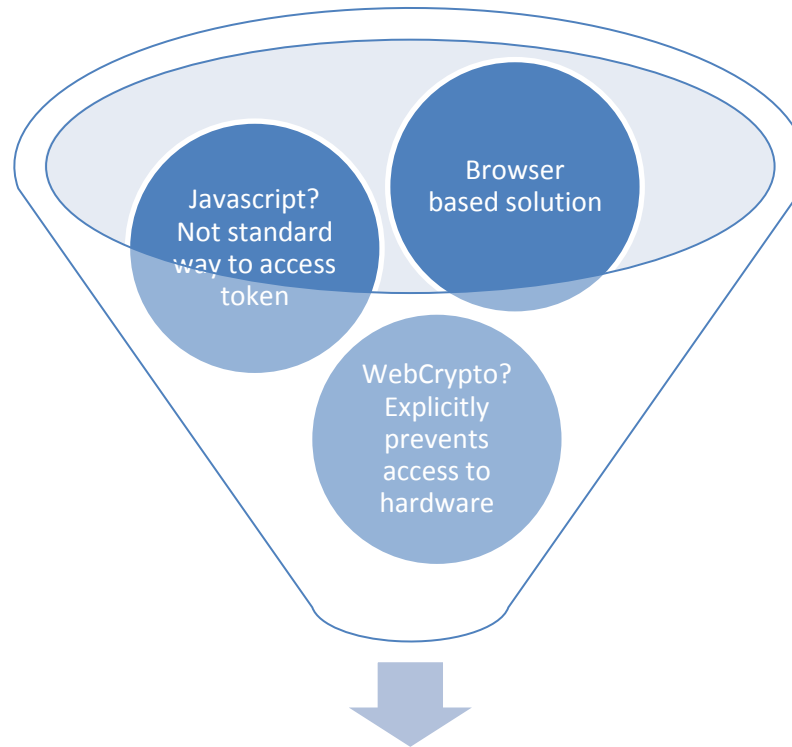 Javascript?
Not standard
way to access
token
Browser
based solution
WebCrypto?
Explicitly
prevents
access to
hardware